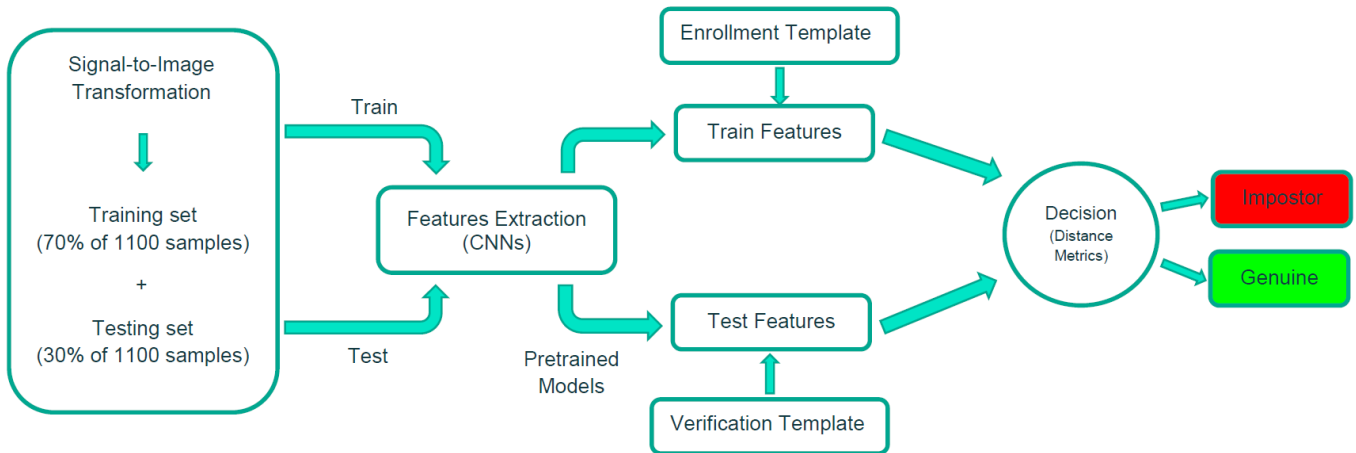 Signal-to-Image
Transformation
Training set
(70% of 1100 samples)
+
Testing set
(30% of 1100 samples)
Train
Test
Features Extraction
(CNNs)
Pretrained
Models
Enrollment Template
Train Features
Test Features
Verification Template
Decision
(Distance
Metrics)
Impostor
Genuine